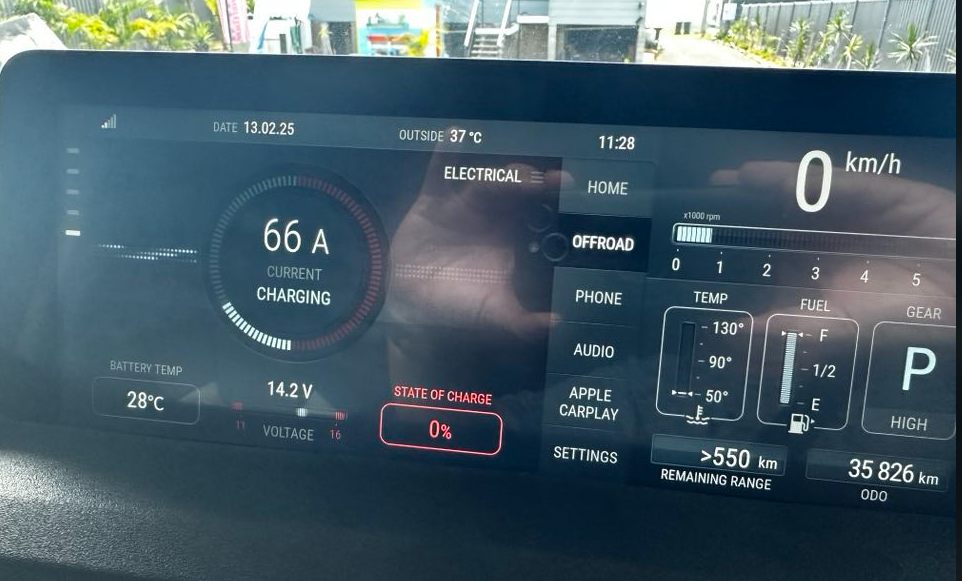 DATE 13.02.25
OUTSIDE 37 °C
11:28
ELECTRICAL
66 A
CURRENT
CHARGING
BATTERY TEMP
28°C
14.2 V
11 VOLTAGE 16
STATE OF CHARGE
0%
HOME
OFFROAD
PHONE
AUDIO
APPLE
CARPLAY
SETTINGS
0 km/h
x1000 rpm
0 1 2 3 4 5
TEMP
130°
90°
50°
FUEL
F
1/2
E
GEAR
P
HIGH
>550 km
REMAINING RANGE
35 826 km
ODO